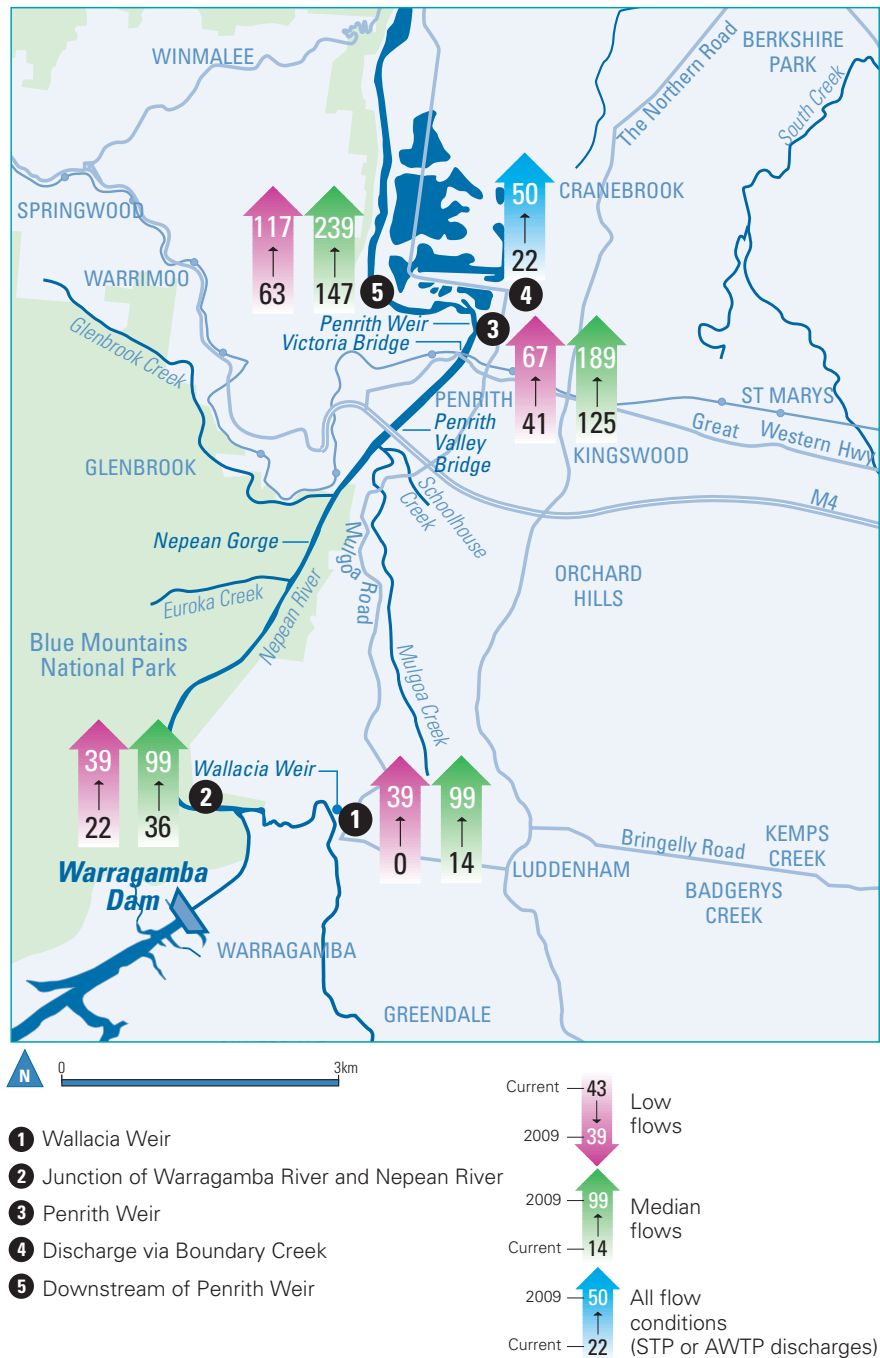 WINMALEE
BERKSHIRE
PARK
The Northern Road
South Creek
CRANEBROOK
50
22
4
SPRINGWOOD
117
63
239
147
5
WARRIMOO
Glenbrook Creek
Penrith Weir
Victoria Bridge
3
67
41
189
125
PENRITH
Penrith
Valley
Bridge
ST MARYS
Great Western Hwy
KINGSWOOD
GLENBROOK
Schoolhouse
Creek
M4
Nepean Gorge
Mulgoa Road
Euroka Creek
Nepean River
ORCHARD
HILLS
Blue Mountains
National Park
Mulgoa Creek
39
22
99
36
2
Wallacia Weir
1
39
0
99
14
Warragamba
Dam
LUDDENHAM
Bringelly Road
KEMPS
CREEK
BADGERYS
CREEK
WARRAGAMBA
GREENDALE
N
0 3km
1 Wallacia Weir
2 Junction of Warragamba River and Nepean River
3 Penrith Weir
4 Discharge via Boundary Creek
5 Downstream of Penrith Weir
Current 43
2009 39
Low
flows
2009 99
Current 14
Median
flows
2009 50
Current 22
All flow
conditions
(STP or AWTP discharges)